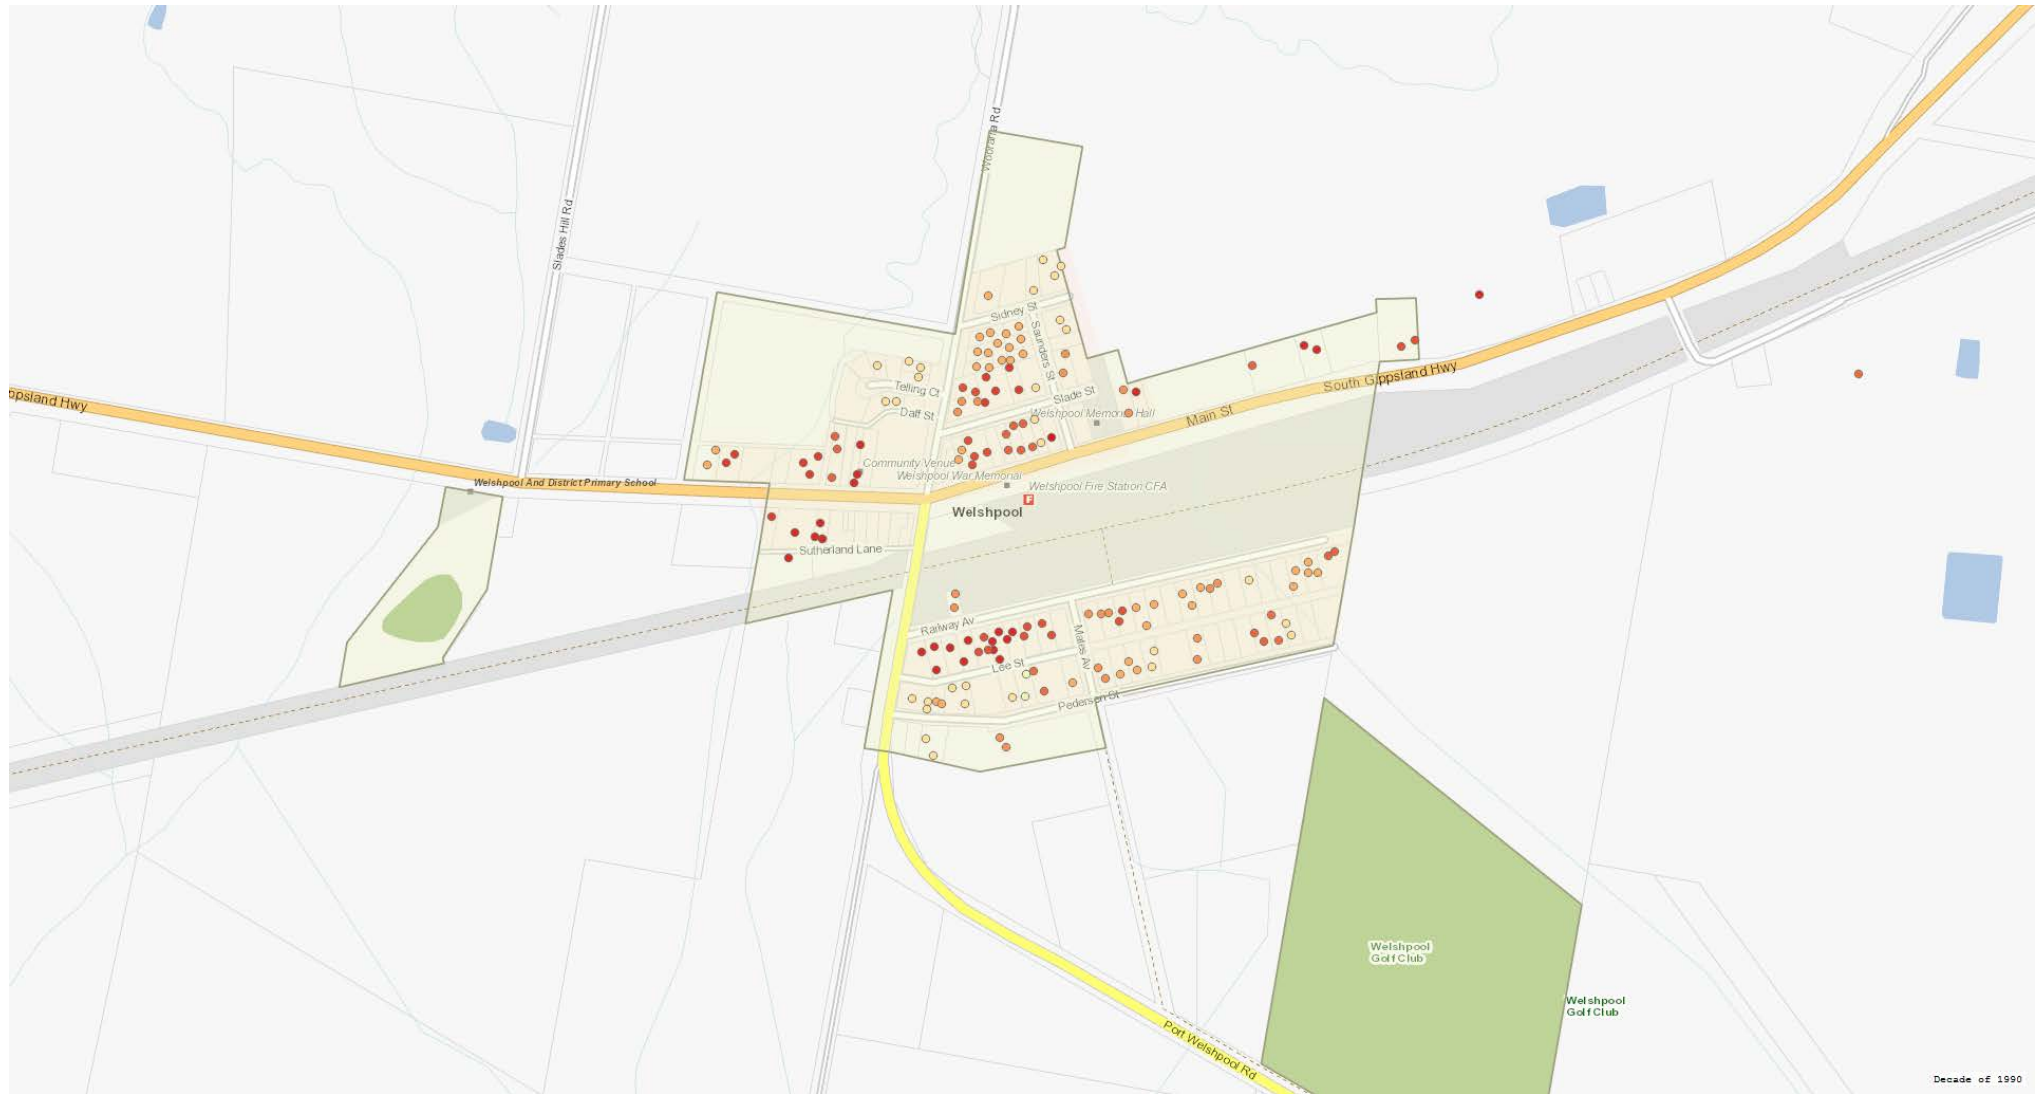 Woorarra Rd
Slades Hill Rd
Sidney St
Saunders St
ppsland Hwy
Telling Ct
Daff St
Slade St
South Gippsland Hwy
Welshpool Memorial Hall
Main St
Community Venue
Welshpool War Memorial
Welshpool And District Primary School
Welshpool Fire Station CFA
F
Welshpool
Sutherland Lane
Railway Av
Mates Av
Lee St
Pedersen St
Welshpool
Golf Club
Welshpool
Golf Club
Port Welshpool Rd
Decade of 1990